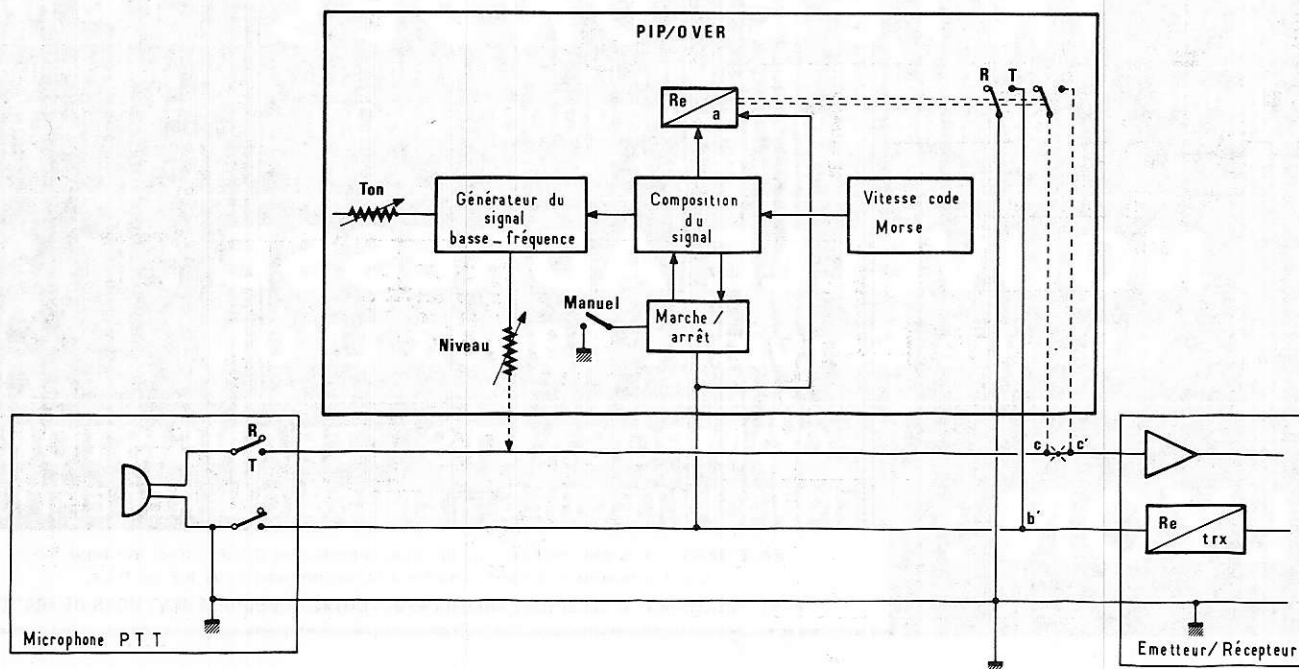 PIP/OVER
R T
Re
a
Ton
Générateur du
signal
basse_fréquence
Composition
du
signal
Vitesse code
Morse
Manuel
Marche /
arrêt
Niveau
R
T
c c'
b'
Re
trx
Microphone PTT
Emetteur/Récepteur